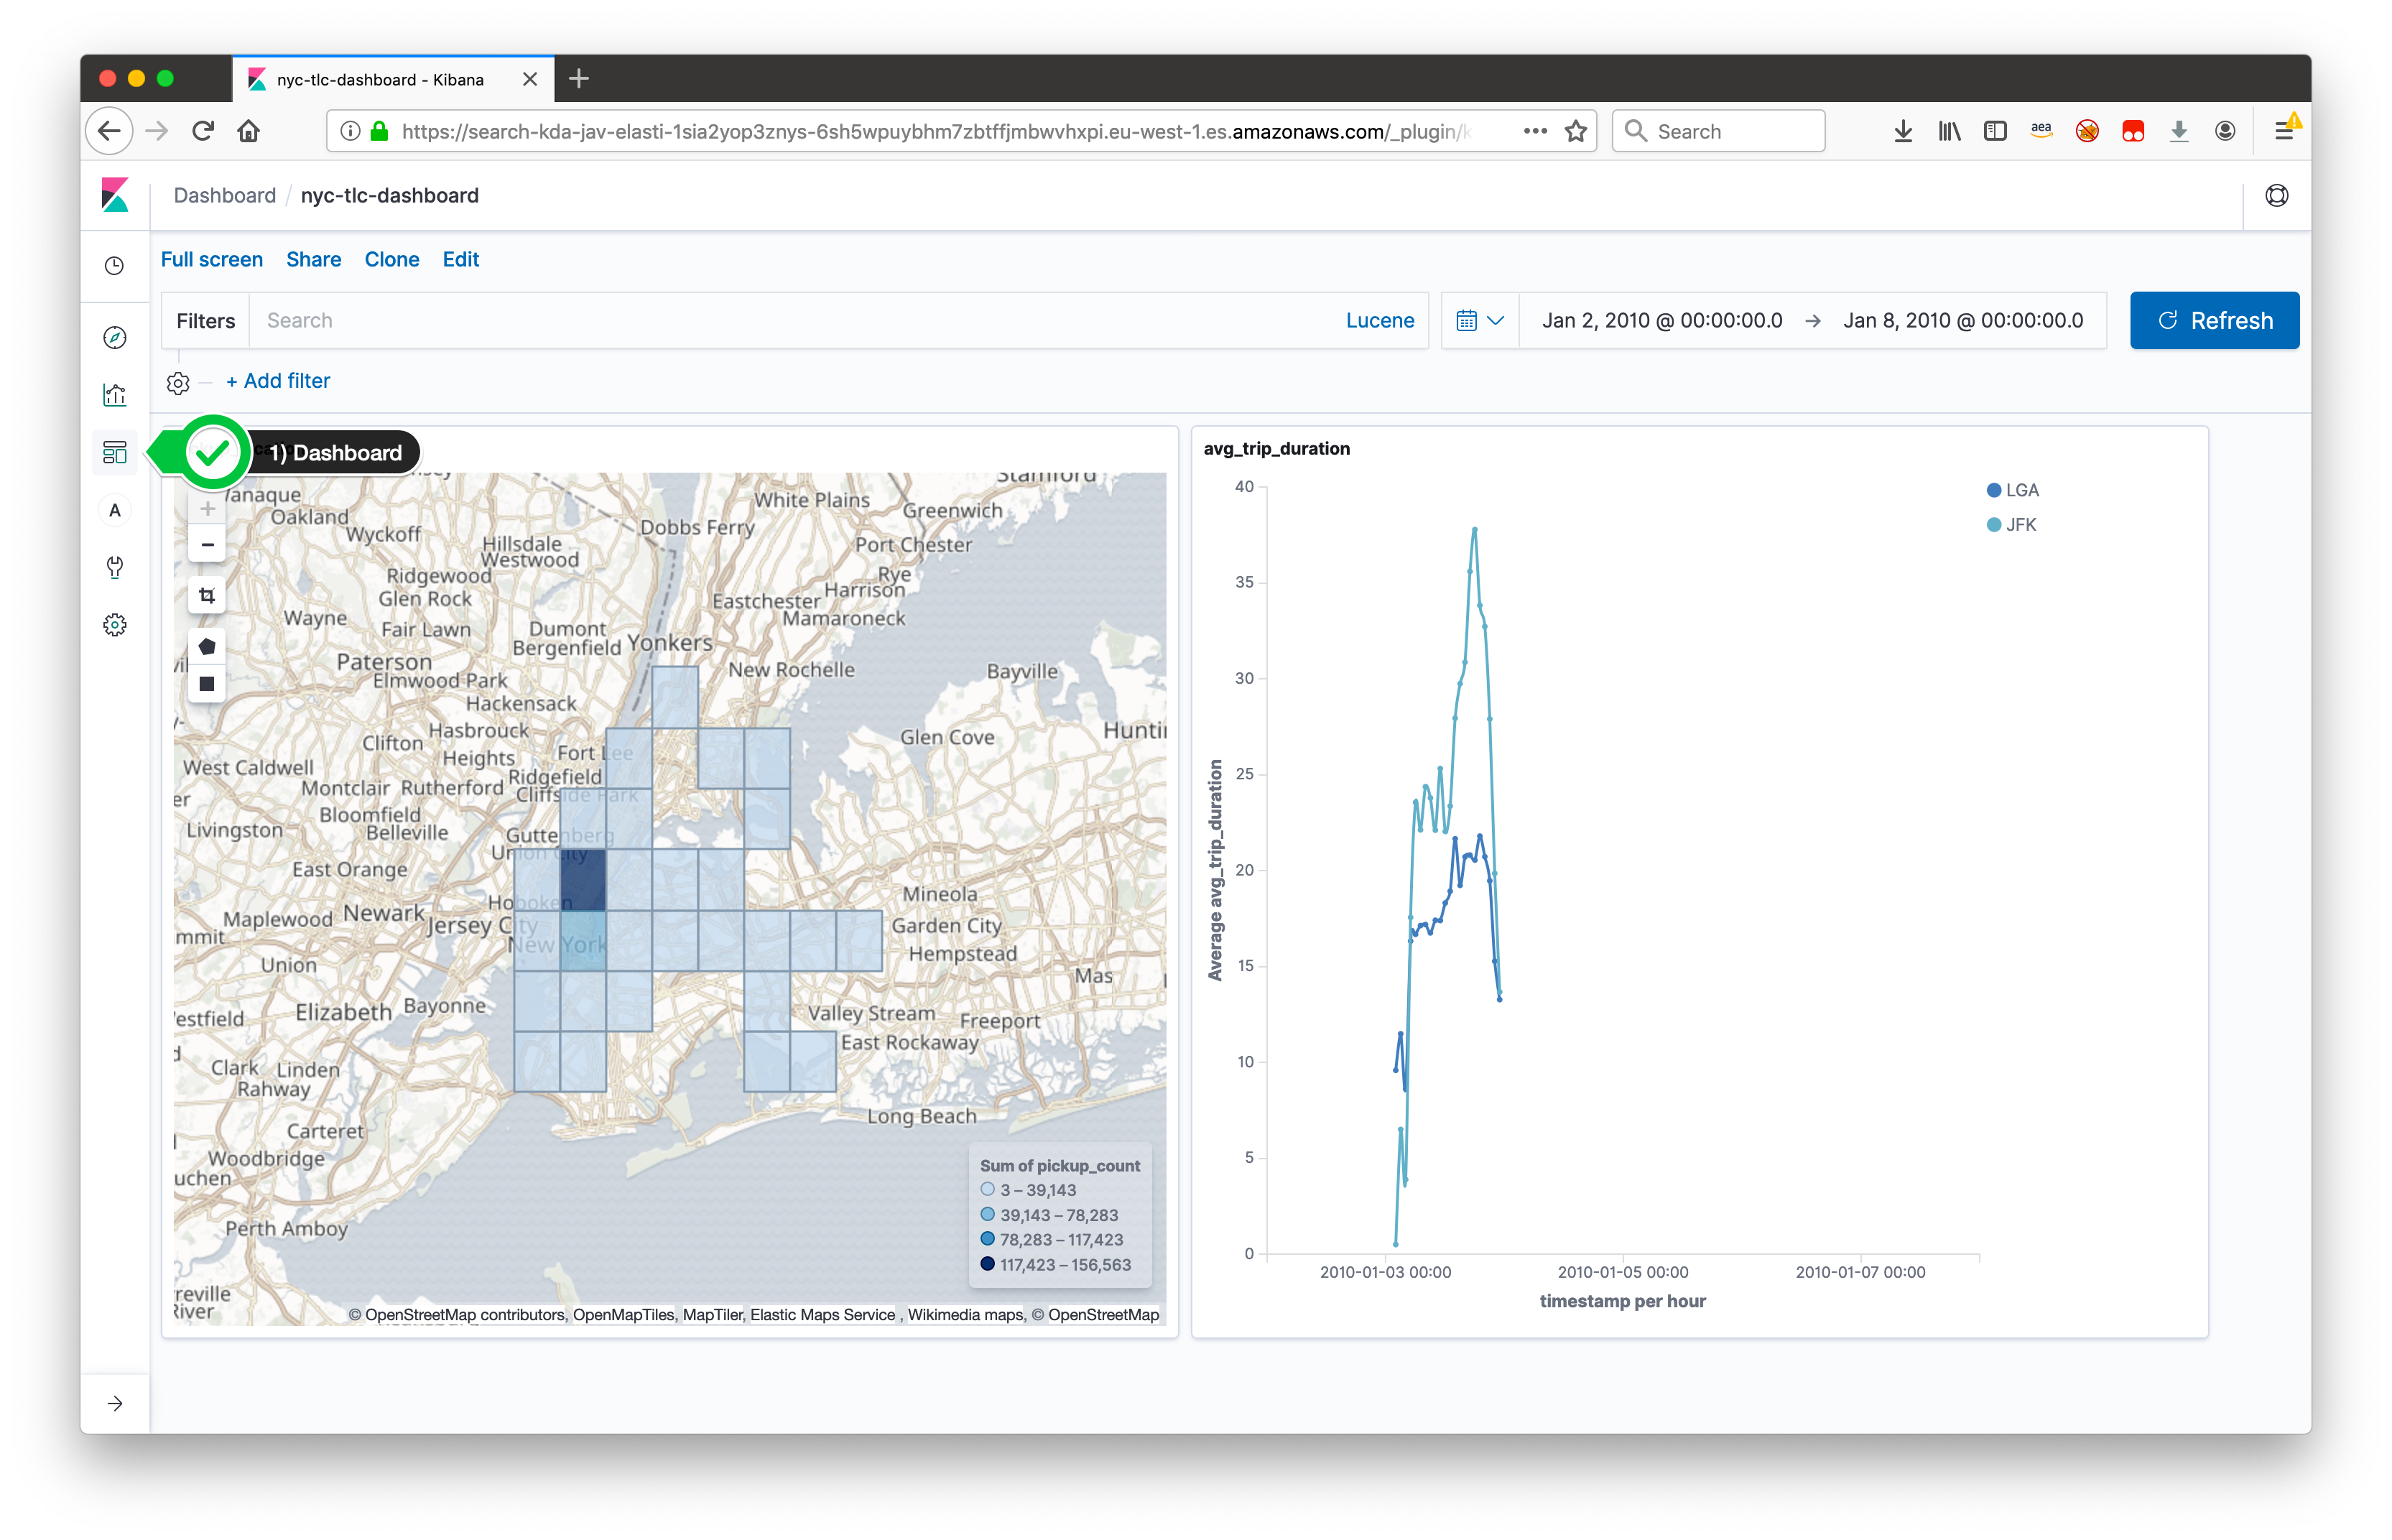 nyc-tlc-dashboard - Kibana
https://search-kda-jav-elasti-1sia2yop3znys-6sh5wpuybhm7zbtffjmbwvhxpi.eu-west-1.es.amazonaws.com/_plugin/k
Search
aea
Dashboard / nyc-tlc-dashboard
Full screen Share Clone Edit
Filters Search Lucene
Jan 2, 2010 @ 00:00:00.0 → Jan 8, 2010 @ 00:00:00.0
Refresh
+ Add filter
1) Dashboard
A
Stamford
White Plains
Greenwich
Oakland
Dobbs Ferry
Wyckoff
Hillsdale
Port Chester
Westwood
Ridgewood
Rye
Glen Rock
Harrison
Eastchester
Wayne
Mamaroneck
Fair Lawn
Dumont
Bergenfield
Yonkers
Paterson
New Rochelle
Bayville
Elmwood Park
Hackensack
Hasbrouck
Heights
Huntin
Clifton
Glen Cove
Fort Lee
West Caldwell
Ridgefield
Montclair
Rutherford
Cliffside Park
Bloomfield
Livingston
Belleville
Guttenberg
Union City
East Orange
Mineola
Hoboken
Maplewood
Newark
Jersey City
Garden City
New York
Hempstead
Union
Mas
Elizabeth
Bayonne
Valley Stream
Freeport
East Rockaway
Clark
Linden
Rahway
Long Beach
Carteret
Woodbridge
Perth Amboy
Sum of pickup_count
3 – 39,143
39,143 – 78,283
78,283 – 117,423
117,423 – 156,563
© OpenStreetMap contributors, OpenMapTiles, MapTiler, Elastic Maps Service , Wikimedia maps, © OpenStreetMap
avg_trip_duration
LGA
JFK
Average avg_trip_duration
40
35
30
25
20
15
10
5
0
2010-01-03 00:00
2010-01-05 00:00
2010-01-07 00:00
timestamp per hour